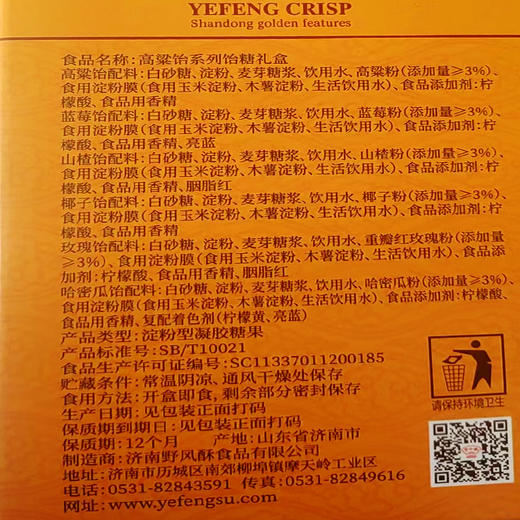 YEFENG CRISP
Shandong golden features
食品名称:高粱饴系列饴糖礼盒
高粱饴配料:白砂糖、淀粉、麦芽糖浆、饮用水、高粱粉(添加量≥3%)、
食用淀粉膜(食用玉米淀粉、木薯淀粉、生活饮用水)、食品添加剂:柠
檬酸、食品用香精
蓝莓饴配料:白砂糖、淀粉、麦芽糖浆、饮用水、蓝莓粉(添加量≥3%)、
食用淀粉膜(食用玉米淀粉、木薯淀粉、生活饮用水)、食品添加剂:柠
檬酸、食品用香精、亮蓝
山楂饴配料:白砂糖、淀粉、麦芽糖浆、饮用水、山楂粉(添加量≥3%)、
食用淀粉膜(食用玉米淀粉、木薯淀粉、生活饮用水)、食品添加剂:柠
檬酸、食品用香精、胭脂红
椰子饴配料:白砂糖、淀粉、麦芽糖浆、饮用水、椰子粉(添加量≥3%)、
食用淀粉膜(食用玉米淀粉、木薯淀粉、生活饮用水)、食品添加剂:柠
檬酸、食品用香精
玫瑰饴配料:白砂糖、淀粉、麦芽糖浆、饮用水、重瓣红玫瑰粉(添加量
≥3%)、食用淀粉膜(食用玉米淀粉、木薯淀粉、生活饮用水)、食品添
加剂:柠檬酸、食品用香精、胭脂红
哈密瓜饴配料:白砂糖、淀粉、麦芽糖浆、饮用水、哈密瓜粉(添加量≥3%)、
食用淀粉膜(食用玉米淀粉、木薯淀粉、生活饮用水)、食品添加剂:柠檬酸、
食品用香精、复配着色剂(柠檬黄、亮蓝)
产品类型:淀粉型凝胶糖果
产品标准号:SB/T10021
食品生产许可证编号:SC11337011200185
贮藏条件:常温阴凉、通风干燥处保存
食用方法:开盒即食,剩余部分密封保存
生产日期:见包装正面打码
保质期到期日:见包装正面打码
保质期:12个月 产地:山东省济南市
制造商:济南野风酥食品有限公司
地址:济南市历城区南郊柳埠镇摩天岭工业区
电话:0531-82843591 传真:0531-82849616
网址:www.yefengsu.com
请保持环境卫生